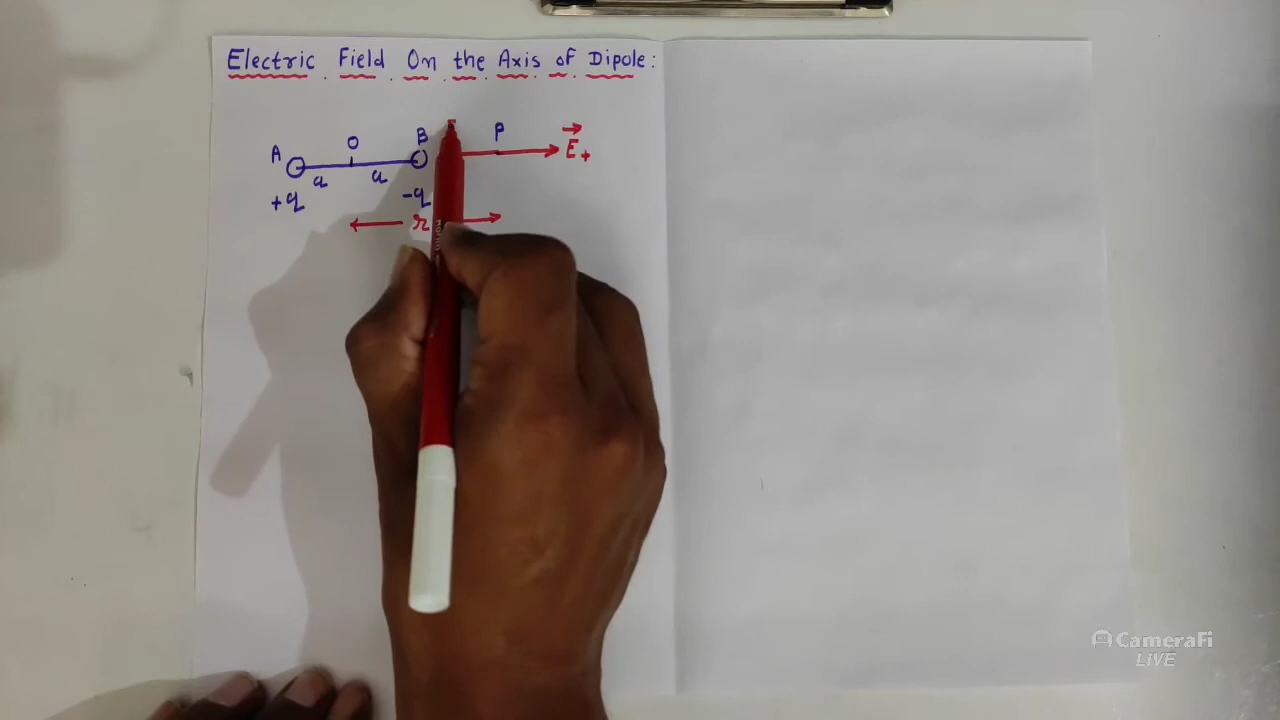 Electric Field On the Axis of Dipole:
A O B P E+
a a
+q -q
r
CameraFi
LIVE